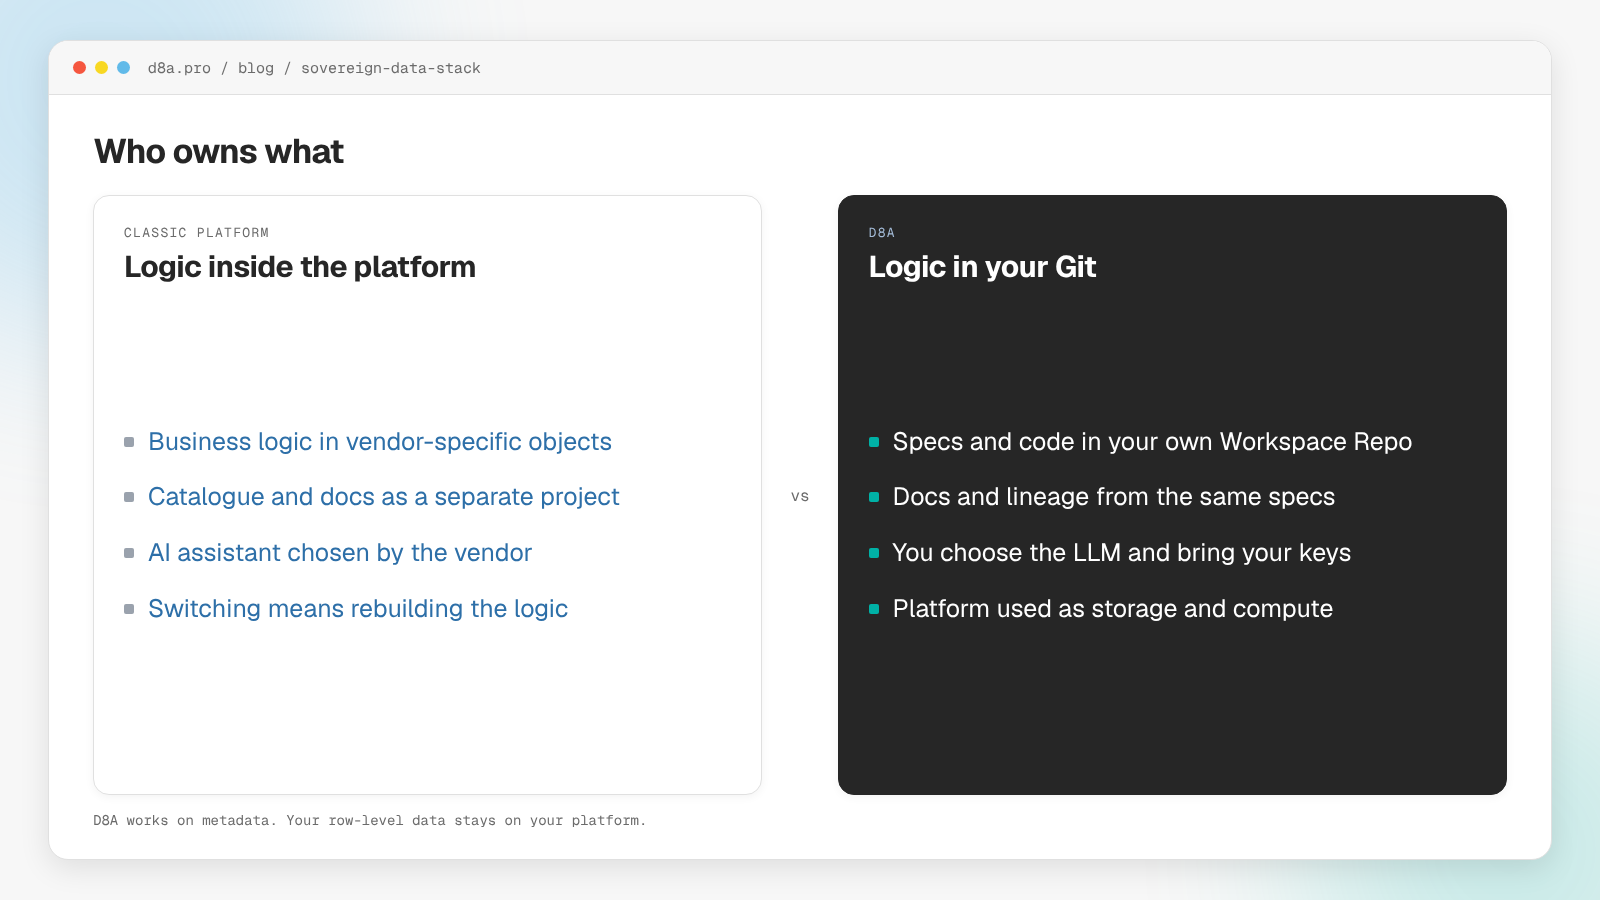 d8a.pro / blog / sovereign-data-stack
Who owns what
CLASSIC PLATFORM
Logic inside the platform
Business logic in vendor-specific objects
Catalogue and docs as a separate project
AI assistant chosen by the vendor
Switching means rebuilding the logic
vs
D8A
Logic in your Git
Specs and code in your own Workspace Repo
Docs and lineage from the same specs
You choose the LLM and bring your keys
Platform used as storage and compute
D8A works on metadata. Your row-level data stays on your platform.